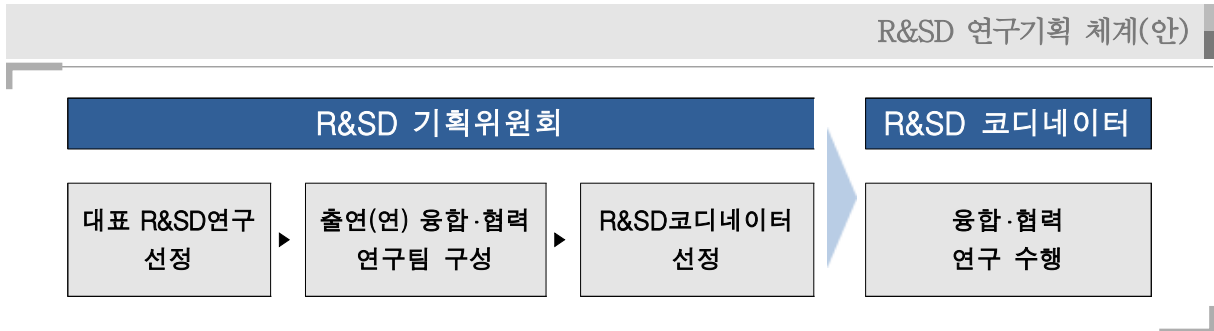 R&SD 연구기획 체계(안)
R&SD 기획위원회
R&SD 코디네이터
대표 R&SD연구
선정
출연(연) 융합·협력
연구팀 구성
R&SD코디네이터
선정
융합·협력
연구 수행